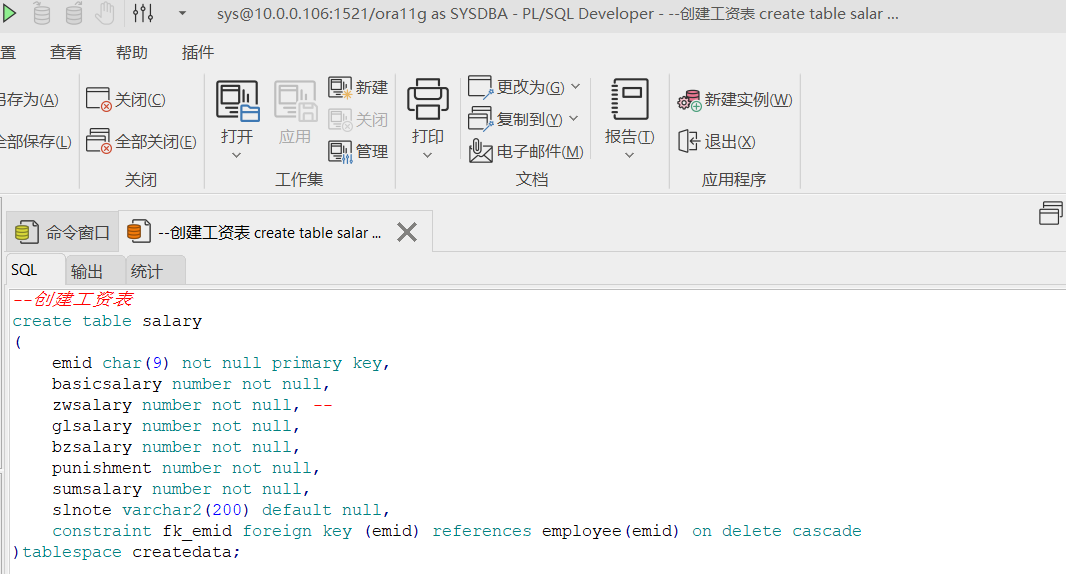 sys@10.0.0.106:1521/ora11g as SYSDBA - PL/SQL Developer - --创建工资表 create table salar ...
置 查看 帮助 插件
另存为(A) 关闭(C) 新建 更改为(G) 新建实例(W)
打开 应用 关闭 打印 复制到(Y) 报告(T)
全部保存(L) 全部关闭(E) 管理 电子邮件(M) 退出(X)
关闭 工作集 文档 应用程序
命令窗口 --创建工资表 create table salar ...
SQL 输出 统计
--创建工资表
create table salary
(
emid char(9) not null primary key,
basicsalary number not null,
zwsalary number not null, --
glsalary number not null,
bzsalary number not null,
punishment number not null,
sumsalary number not null,
slnote varchar2(200) default null,
constraint fk_emid foreign key (emid) references employee(emid) on delete cascade
)tablespace createdata;